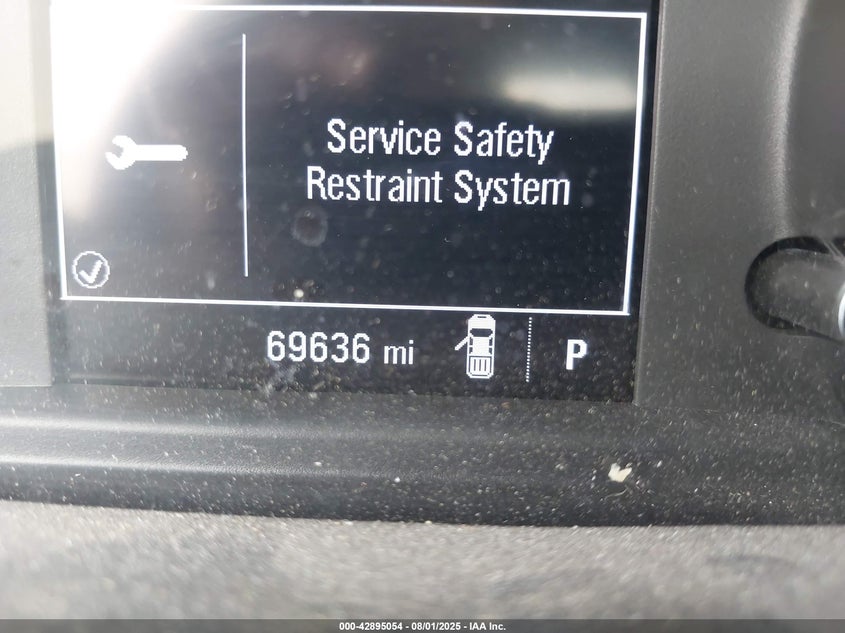 Service Safety
Restraint System
69636 mi
P
000-42895054 - 08/01/2025 - IAA Inc.